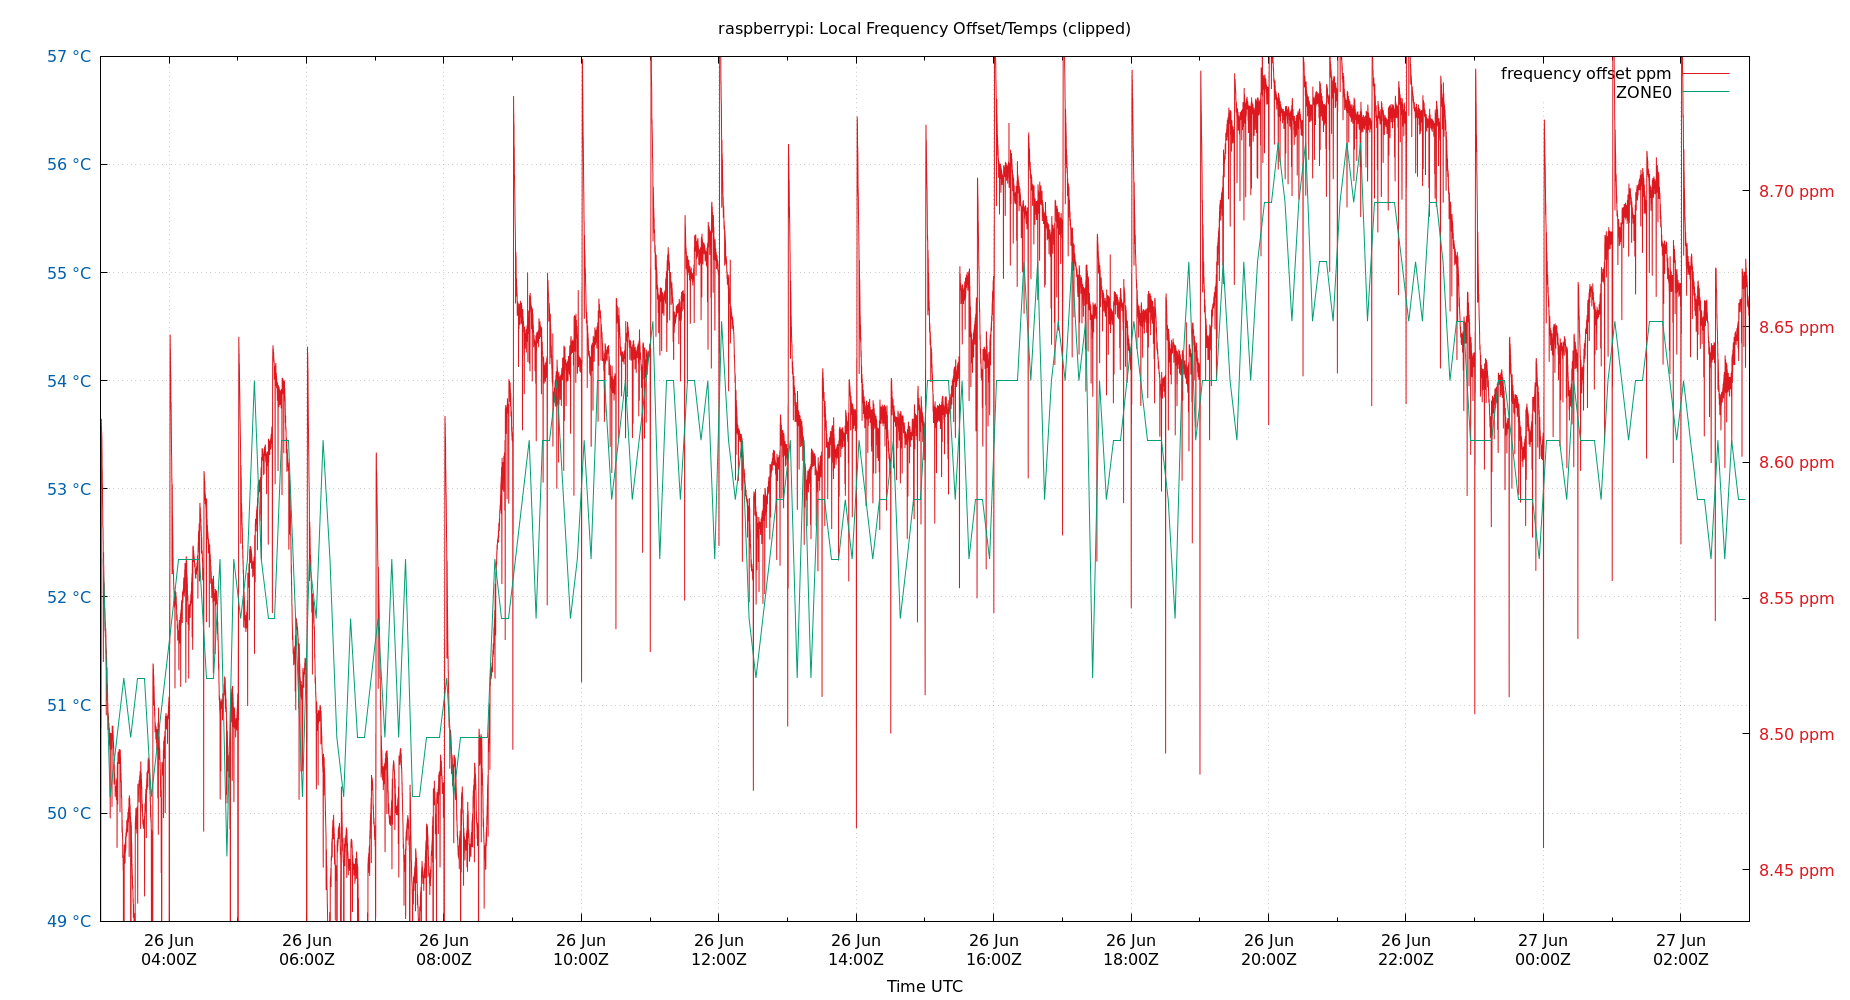 raspberrypi: Local Frequency Offset/Temps (clipped)
57 °C
56 °C
55 °C
54 °C
53 °C
52 °C
51 °C
50 °C
49 °C
frequency offset ppm
ZONE0
8.70 ppm
8.65 ppm
8.60 ppm
8.55 ppm
8.50 ppm
8.45 ppm
26 Jun 26 Jun 26 Jun 26 Jun 26 Jun 26 Jun 26 Jun 26 Jun 26 Jun 26 Jun 27 Jun 27 Jun
04:00Z 06:00Z 08:00Z 10:00Z 12:00Z 14:00Z 16:00Z 18:00Z 20:00Z 22:00Z 00:00Z 02:00Z
Time UTC